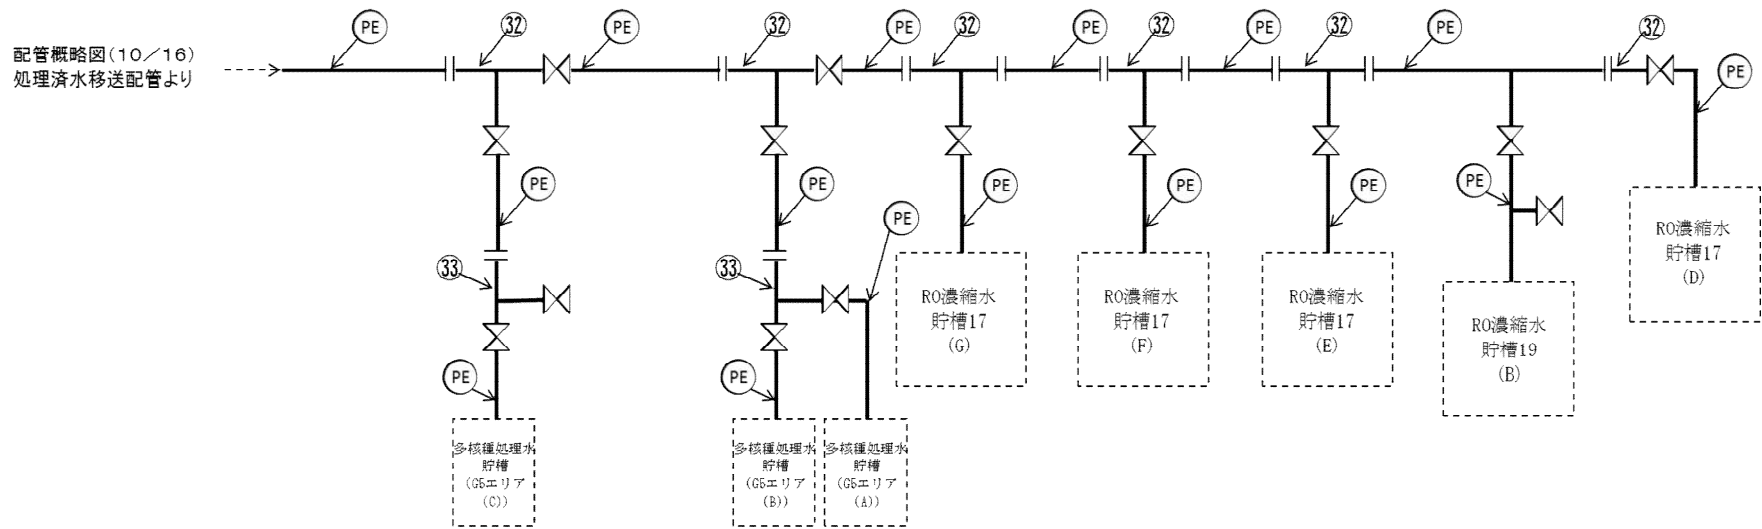 PE
㉜
PE
㉜
PE
㉜
PE
㉜
PE
㉜
PE
㉜
PE
配管概略図(10/16)
処理済水移送配管より
PE
PE
PE
PE
PE
PE
PE
㉝
㉝
RO濃縮水
貯槽17
(G)
RO濃縮水
貯槽17
(F)
RO濃縮水
貯槽17
(E)
RO濃縮水
貯槽19
(B)
RO濃縮水
貯槽17
(D)
PE
PE
多核種処理水
貯槽
(G5エリア
(C))
多核種処理水
貯槽
(G5エリア
(B))
多核種処理水
貯槽
(G5エリア
(A))